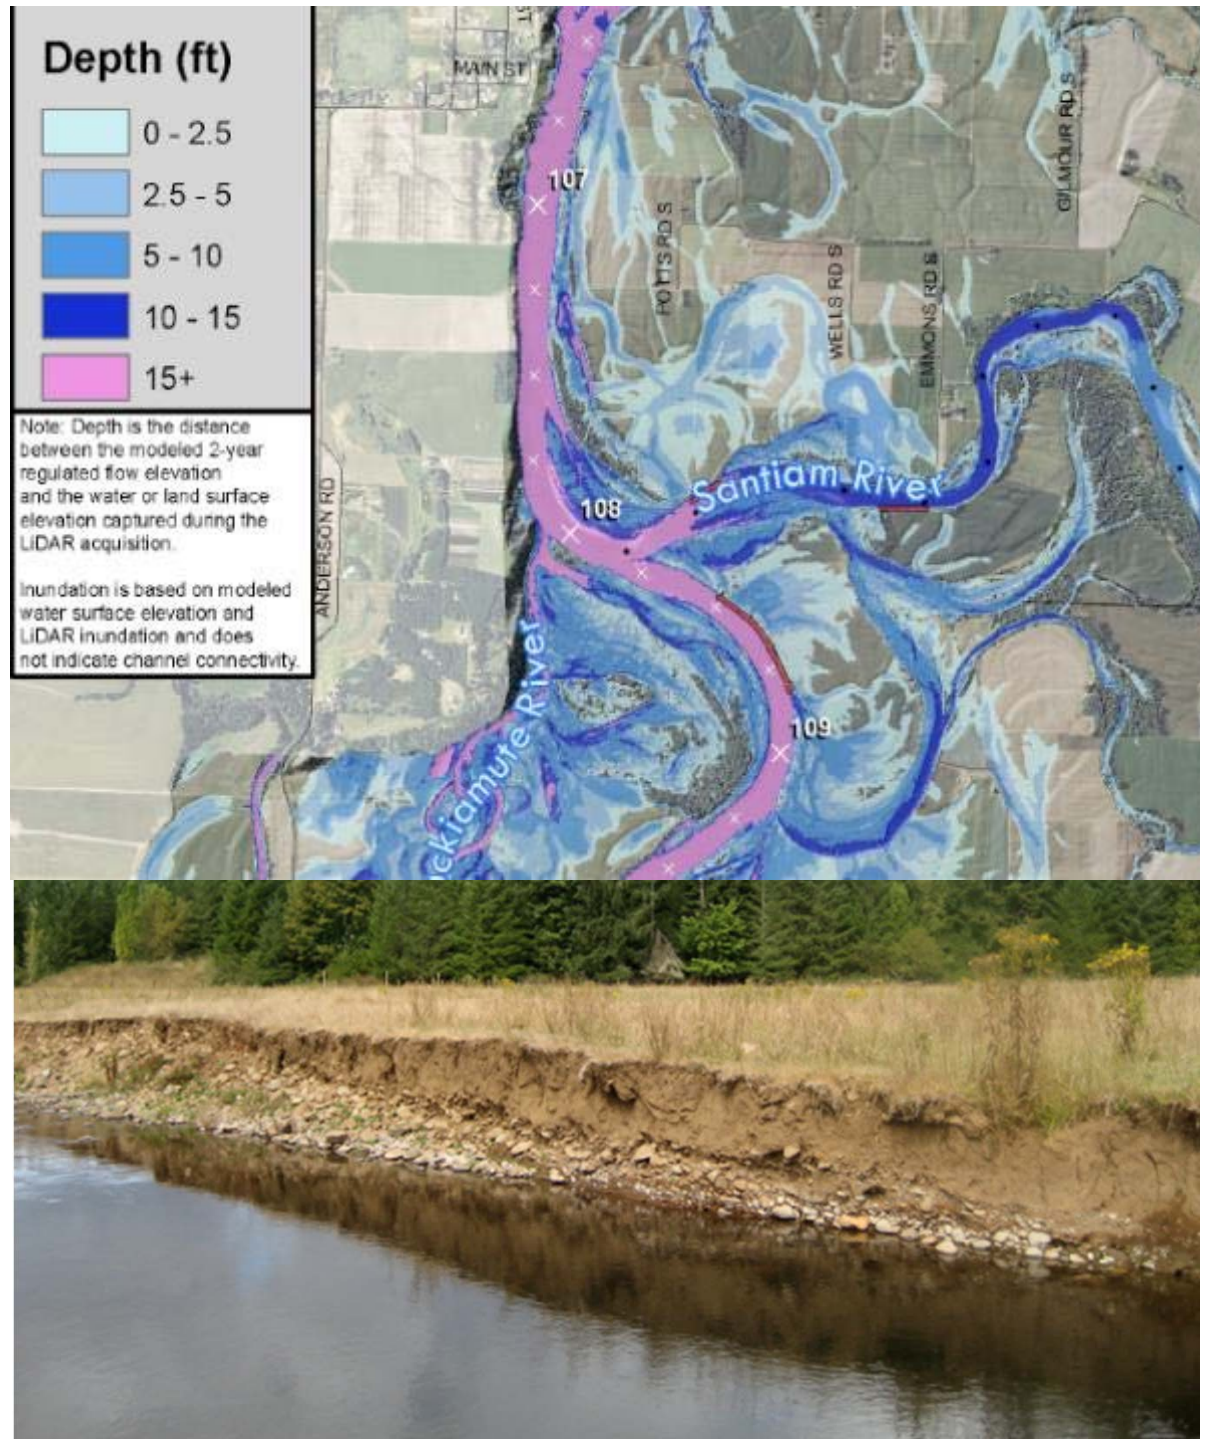 Depth (ft)
0 - 2.5
2.5 - 5
5 - 10
10 - 15
15+
Note: Depth is the distance
between the modeled 2-year
regulated flow elevation
and the water or land surface
elevation captured during the
LiDAR acquisition.
Inundation is based on modeled
water surface elevation and
LiDAR inundation and does
not indicate channel connectivity.
MAIN ST
ST
107
GILMOUR RD S
POTTS RD S
WELLS RD S
EMMONS RD S
Santiam River
108
ANDERSON RD
ckiamute River
109